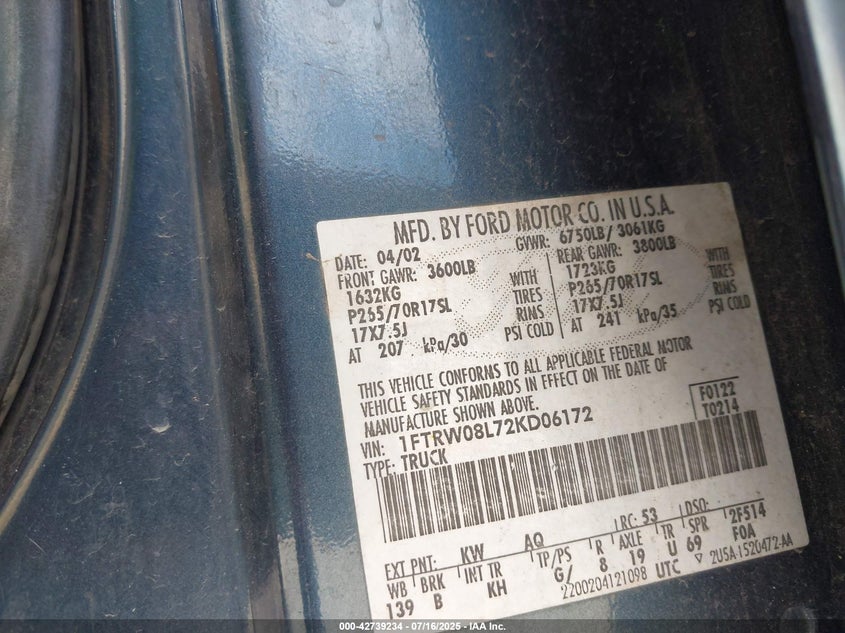 MFD. BY FORD MOTOR CO. IN U.S.A.
DATE: 04/02 GVWR: 6750LB/ 3061KG
FRONT GAWR: 3600LB REAR GAWR: 3800LB
1632KG WITH 1723KG WITH
P265/70R17SL TIRES P265/70R17SL TIRES
17X7.5J RIMS 17X7.5J RIMS
AT 207 kPa/30 PSI COLD AT 241 kPa/35 PSI COLD
THIS VEHICLE CONFORMS TO ALL APPLICABLE FEDERAL MOTOR
VEHICLE SAFETY STANDARDS IN EFFECT ON THE DATE OF
MANUFACTURE SHOWN ABOVE.
VIN: 1FTRW08L72KD06172 F0122
TYPE: TRUCK T0214
EXT PNT: KW AQ RC: 53 DSO:
WB BRK INT TR TP/PS R AXLE TR SPR 2F514
139 B KH G/ 8 19 U 69 F0A
2200204121098 UTC ▽ 2USA-1520472-AA
000-42739234 - 07/16/2025 - IAA Inc.